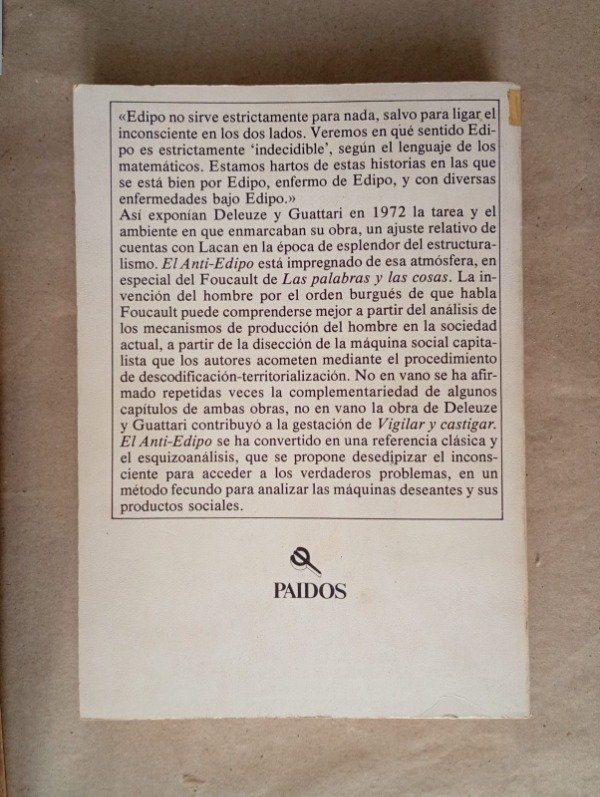 «Edipo no sirve estrictamente para nada, salvo para ligar el
inconsciente en los dos lados. Veremos en qué sentido Edi-
po es estrictamente ‘indecidible’, según el lenguaje de los
matemáticos. Estamos hartos de estas historias en las que
se está bien por Edipo, enfermo de Edipo, y con diversas
enfermedades bajo Edipo.»
Así exponían Deleuze y Guattari en 1972 la tarea y el
ambiente en que enmarcaban su obra, un ajuste relativo de
cuentas con Lacan en la época de esplendor del estructura-
lismo. El Anti-Edipo está impregnado de esa atmósfera, en
especial del Foucault de Las palabras y las cosas. La in-
vención del hombre por el orden burgués de que habla
Foucault puede comprenderse mejor a partir del análisis de
los mecanismos de producción del hombre en la sociedad
actual, a partir de la disección de la máquina social capita-
lista que los autores acometen mediante el procedimiento
de descodificación-territorialización. No en vano se ha afir-
mado repetidas veces la complementariedad de algunos
capítulos de ambas obras, no en vano la obra de Deleuze
y Guattari contribuyó a la gestación de Vigilar y castigar.
El Anti-Edipo se ha convertido en una referencia clásica y
el esquizoanálisis, que se propone desedipizar el incons-
ciente para acceder a los verdaderos problemas, en un
método fecundo para analizar las máquinas deseantes y sus
productos sociales.
PAIDOS